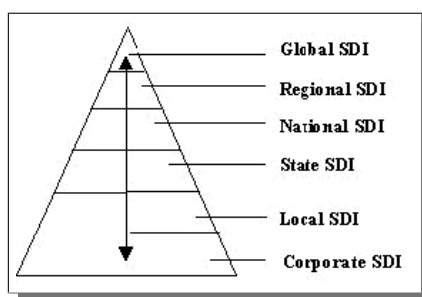 Global SDI
Regional SDI
National SDI
State SDI
Local SDI
Corporate SDI